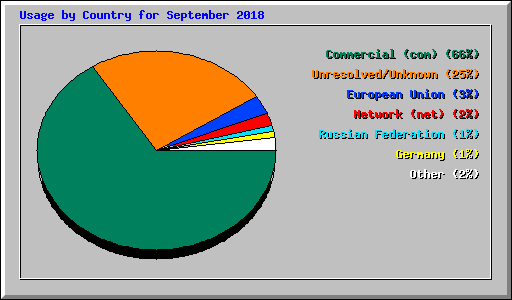 Usage by Country for September 2018
Commercial (com) (66%)
Unresolved/Unknown (25%)
European Union (3%)
Network (net) (2%)
Russian Federation (1%)
Germany (1%)
Other (2%)